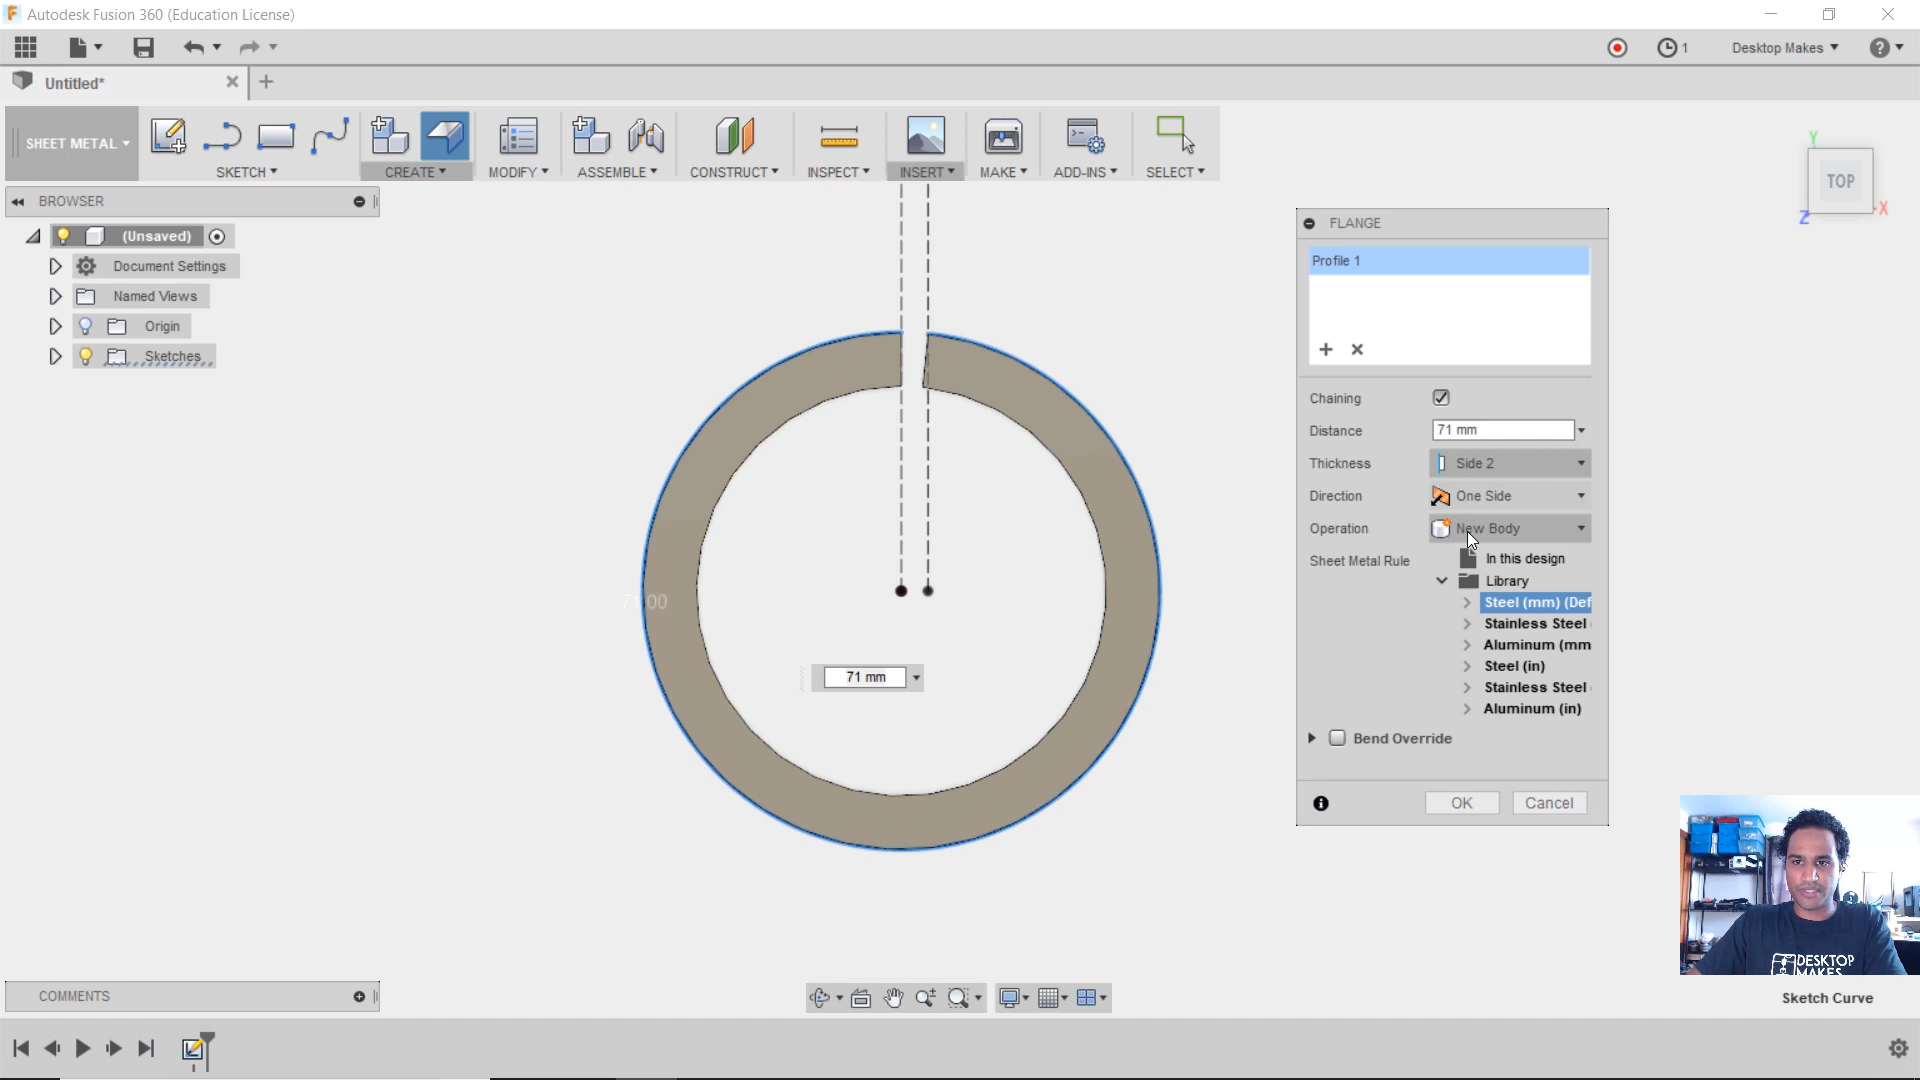 Autodesk Fusion 360 (Education License)
1
Desktop Makes
Untitled*
SHEET METAL
SKETCH
CREATE
MODIFY
ASSEMBLE
CONSTRUCT
INSPECT
INSERT
MAKE
ADD-INS
SELECT
Y
TOP
X
Z
BROWSER
(Unsaved)
Document Settings
Named Views
Origin
Sketches
FLANGE
Profile 1
Chaining
Distance
71 mm
Thickness
Side 2
Direction
One Side
Operation
New Body
Sheet Metal Rule
In this design
Library
Steel (mm) (Def
Stainless Steel
Aluminum (mm
Steel (in)
Stainless Steel
Aluminum (in)
Bend Override
OK
Cancel
71.00
71 mm
DESKTOP
MAKES
COMMENTS
Sketch Curve